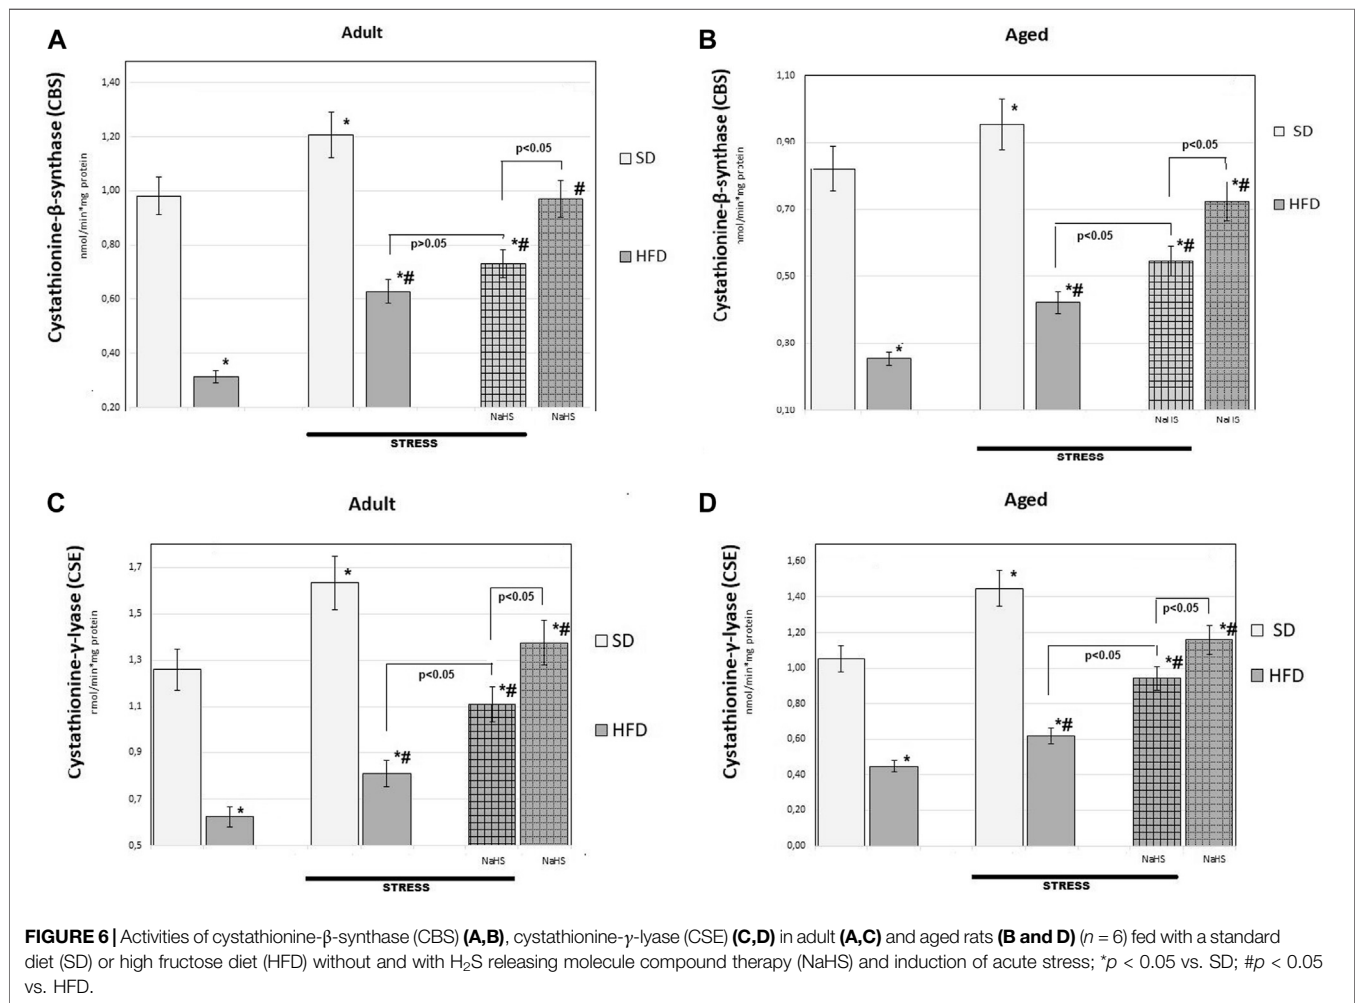 A
Adult
Cystathionine-β-synthase (CBS)
nmol/min*mg protein
1,40
1,20
1,00
0,80
0,60
0,40
0,20
*
*
*#
p>0.05
*#
p<0.05
#
NaHS
NaHS
STRESS
SD
HFD
B
Aged
Cystathionine-β-synthase (CBS)
nmol/min*mg protein
1,10
0,90
0,70
0,50
0,30
0,10
*
*
*#
p<0.05
*#
p<0.05
*#
NaHS
NaHS
STRESS
SD
HFD
C
Adult
Cystathionine-γ-lyase (CSE)
nmol/min*mg protein
1,7
1,5
1,3
1,1
0,9
0,7
0,5
*
*
*#
p<0.05
*#
p<0.05
*#
NaHS
NaHS
STRESS
SD
HFD
D
Aged
Cystathionine-γ-lyase (CSE)
nmol/min*mg protein
1,60
1,40
1,20
1,00
0,80
0,60
0,40
0,20
0,00
*
*
*#
p<0.05
*#
p<0.05
*#
NaHS
NaHS
STRESS
SD
HFD
FIGURE 6 | Activities of cystathionine-β-synthase (CBS) (A,B), cystathionine-γ-lyase (CSE) (C,D) in adult (A,C) and aged rats (B and D) (n = 6) fed with a standard
diet (SD) or high fructose diet (HFD) without and with H₂S releasing molecule compound therapy (NaHS) and induction of acute stress; *p < 0.05 vs. SD; #p < 0.05
vs. HFD.